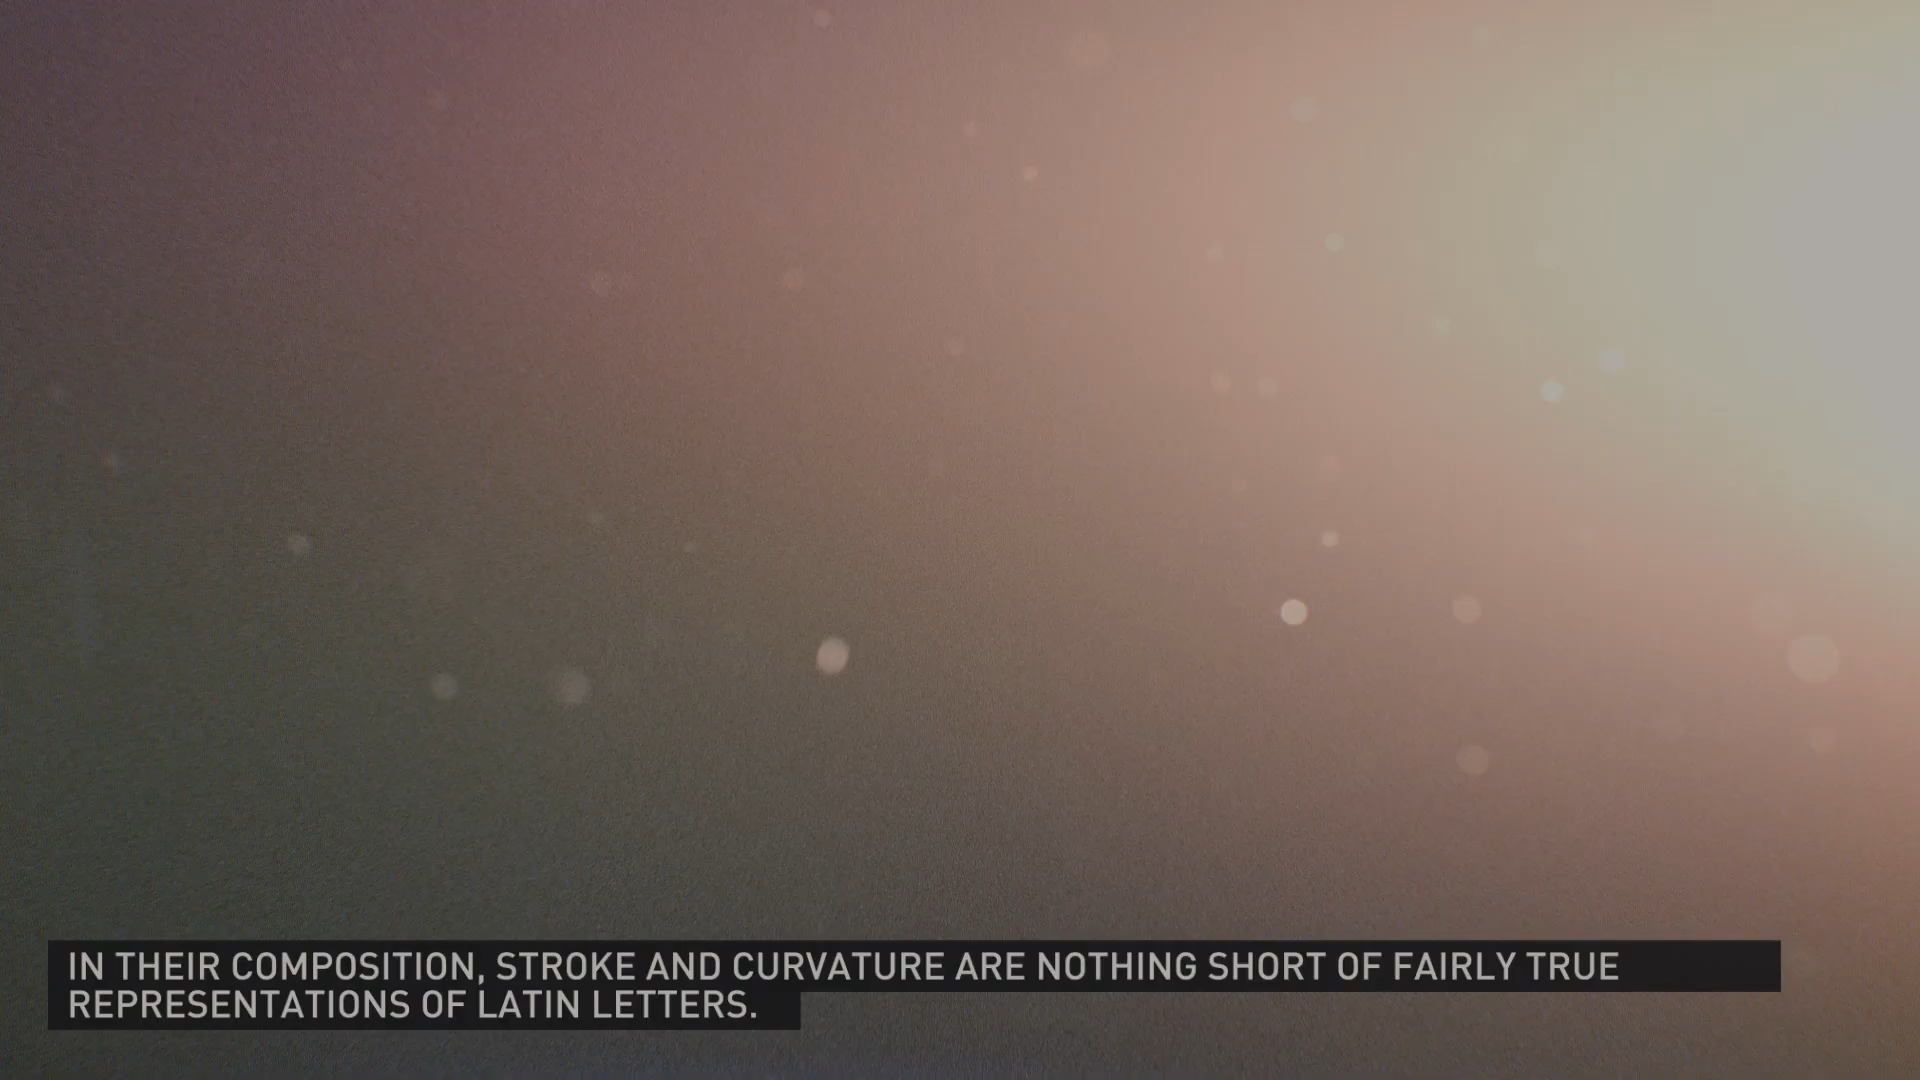 IN THEIR COMPOSITION, STROKE AND CURVATURE ARE NOTHING SHORT OF FAIRLY TRUE
REPRESENTATIONS OF LATIN LETTERS.